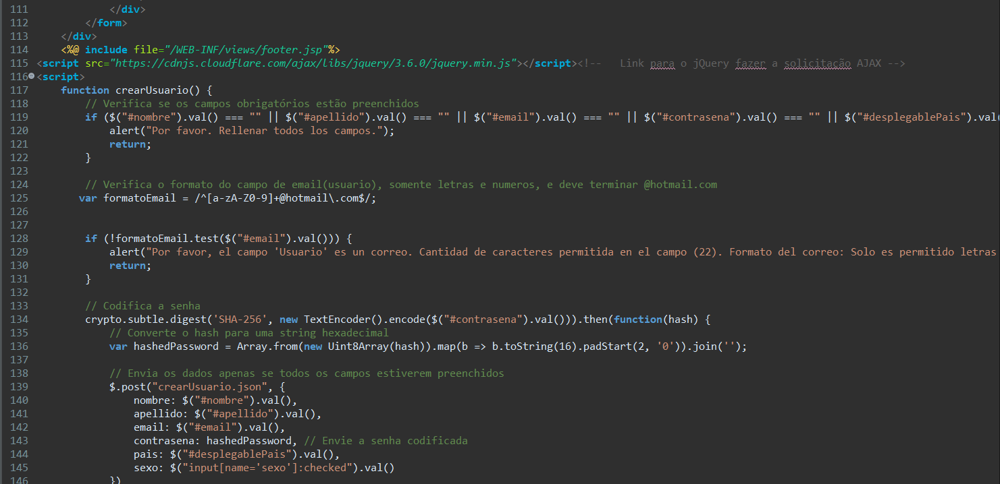 111 </div>
112 </form>
113 </div>
114 <%@ include file="/WEB-INF/views/footer.jsp"%>
115 <script src="https://cdnjs.cloudflare.com/ajax/libs/jquery/3.6.0/jquery.min.js"></script><!--   Link para o jQuery fazer a solicitação AJAX -->
116 <script>
117     function crearUsuario() {
118         // Verifica se os campos obrigatórios estão preenchidos
119         if ($("#nombre").val() === "" || $("#apellido").val() === "" || $("#email").val() === "" || $("#contrasena").val() === "" || $("#desplegablePais").val(
120             alert("Por favor. Rellenar todos los campos.");
121             return;
122         }
123
124         // Verifica o formato do campo de email(usuario), somente letras e numeros, e deve terminar @hotmail.com
125        var formatoEmail = /^[a-zA-Z0-9]+@hotmail\.com$/;
126
127
128         if (!formatoEmail.test($("#email").val())) {
129             alert("Por favor, el campo 'Usuario' es un correo. Cantidad de caracteres permitida en el campo (22). Formato del correo: Solo es permitido letras
130             return;
131         }
132
133         // Codifica a senha
134         crypto.subtle.digest('SHA-256', new TextEncoder().encode($("#contrasena").val())).then(function(hash) {
135             // Converte o hash para uma string hexadecimal
136             var hashedPassword = Array.from(new Uint8Array(hash)).map(b => b.toString(16).padStart(2, '0')).join('');
137
138             // Envia os dados apenas se todos os campos estiverem preenchidos
139             $.post("crearUsuario.json", {
140                 nombre: $("#nombre").val(),
141                 apellido: $("#apellido").val(),
142                 email: $("#email").val(),
143                 contrasena: hashedPassword, // Envie a senha codificada
144                 pais: $("#desplegablePais").val(),
145                 sexo: $("input[name='sexo']:checked").val()
146             })